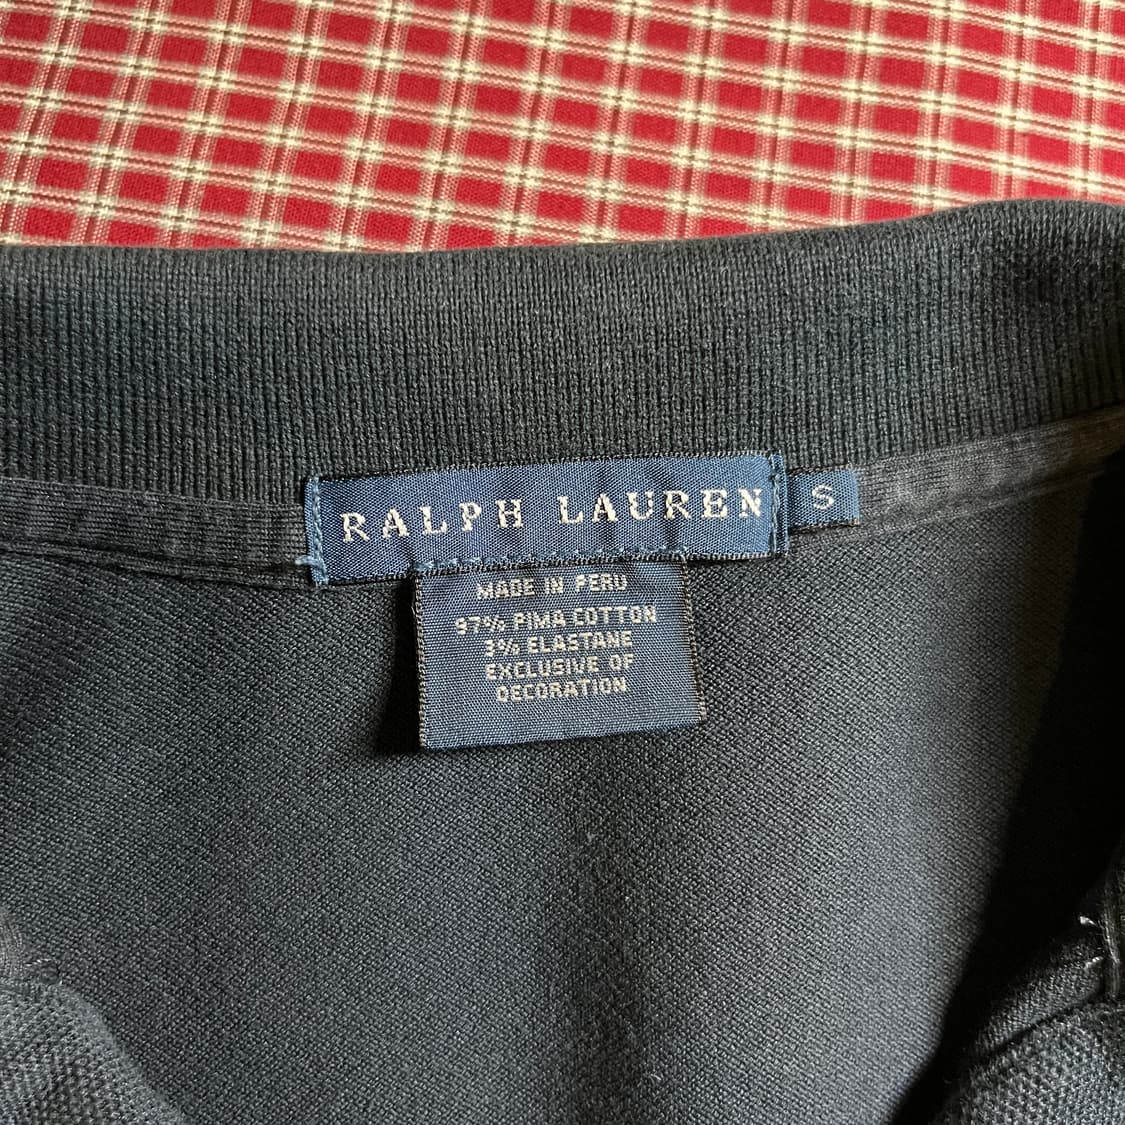 RALPH LAUREN
S
MADE IN PERU
97% PIMA COTTON
3% ELASTANE
EXCLUSIVE OF
DECORATION